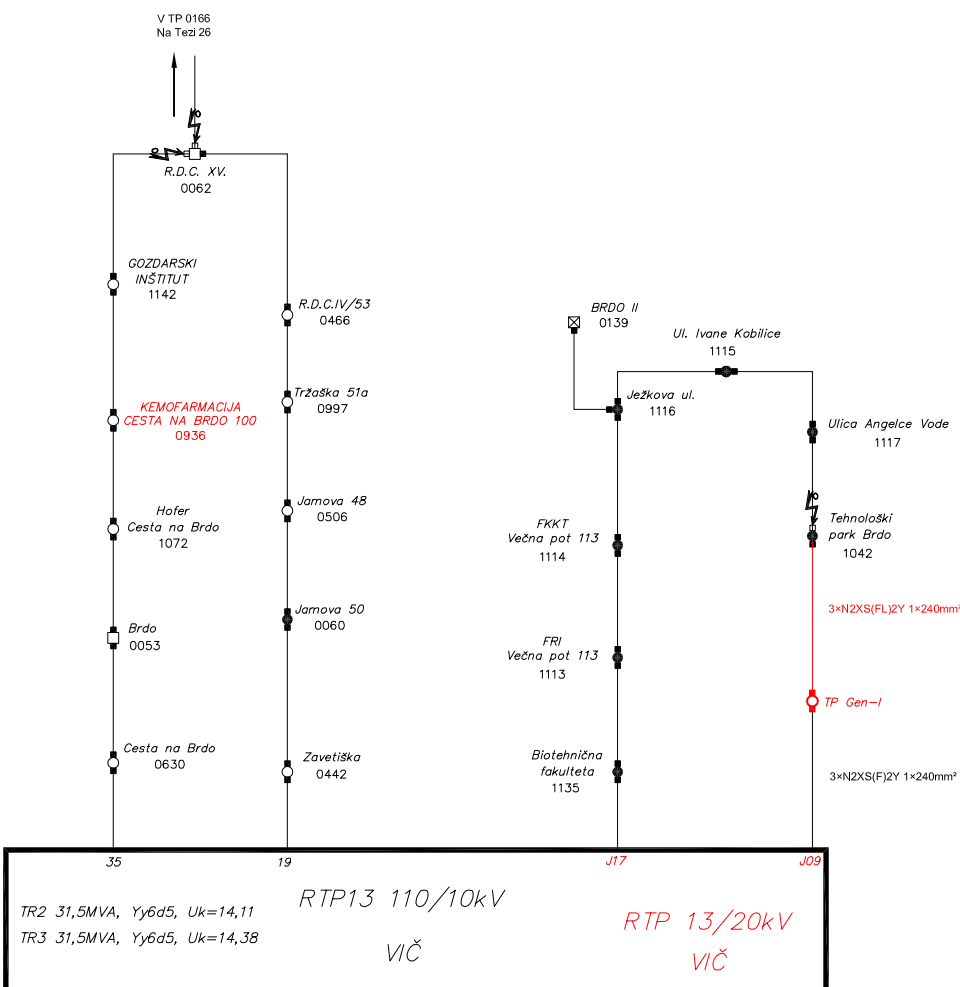 V TP 0166
Na Tezi 26
R.D.C. XV.
0062
GOZDARSKI
INŠTITUT
1142
R.D.C.IV/53
0466
BRDO II
0139
Ul. Ivane Kobilice
1115
KEMOFARMACIJA
CESTA NA BRDO 100
0936
Tržaška 51a
0997
Ježkova ul.
1116
Ulica Angelce Vode
1117
Hofer
Cesta na Brdo
1072
Jamova 48
0506
FKKT
Večna pot 113
1114
Tehnološki
park Brdo
1042
3×N2XS(FL)2Y 1×240mm²
Brdo
0053
Jamova 50
0060
FRI
Večna pot 113
1113
TP Gen-I
Cesta na Brdo
0630
Zavetiška
0442
Biotehnična
fakulteta
1135
3×N2XS(F)2Y 1×240mm²
35
19
J17
J09
RTP13 110/10kV
VIČ
TR2 31,5MVA, Yy6d5, Uk=14,11
TR3 31,5MVA, Yy6d5, Uk=14,38
RTP 13/20kV
VIČ